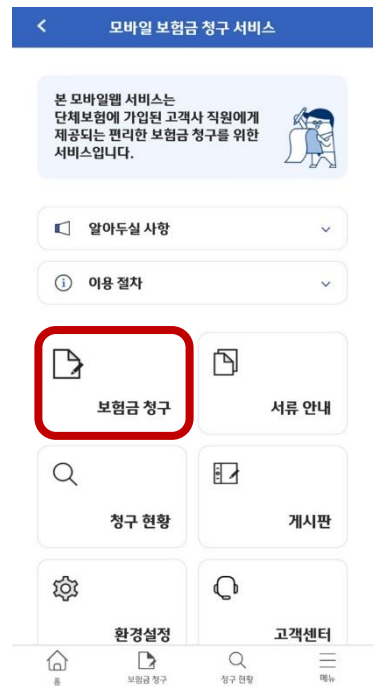 모바일 보험금 청구 서비스
본 모바일웹 서비스는
단체보험에 가입된 고객사 직원에게
제공되는 편리한 보험금 청구를 위한
서비스입니다.
알아두실 사항
이용 절차
보험금 청구
서류 안내
청구 현황
게시판
환경설정
고객센터
홈
보험금 청구
청구 현황
메뉴